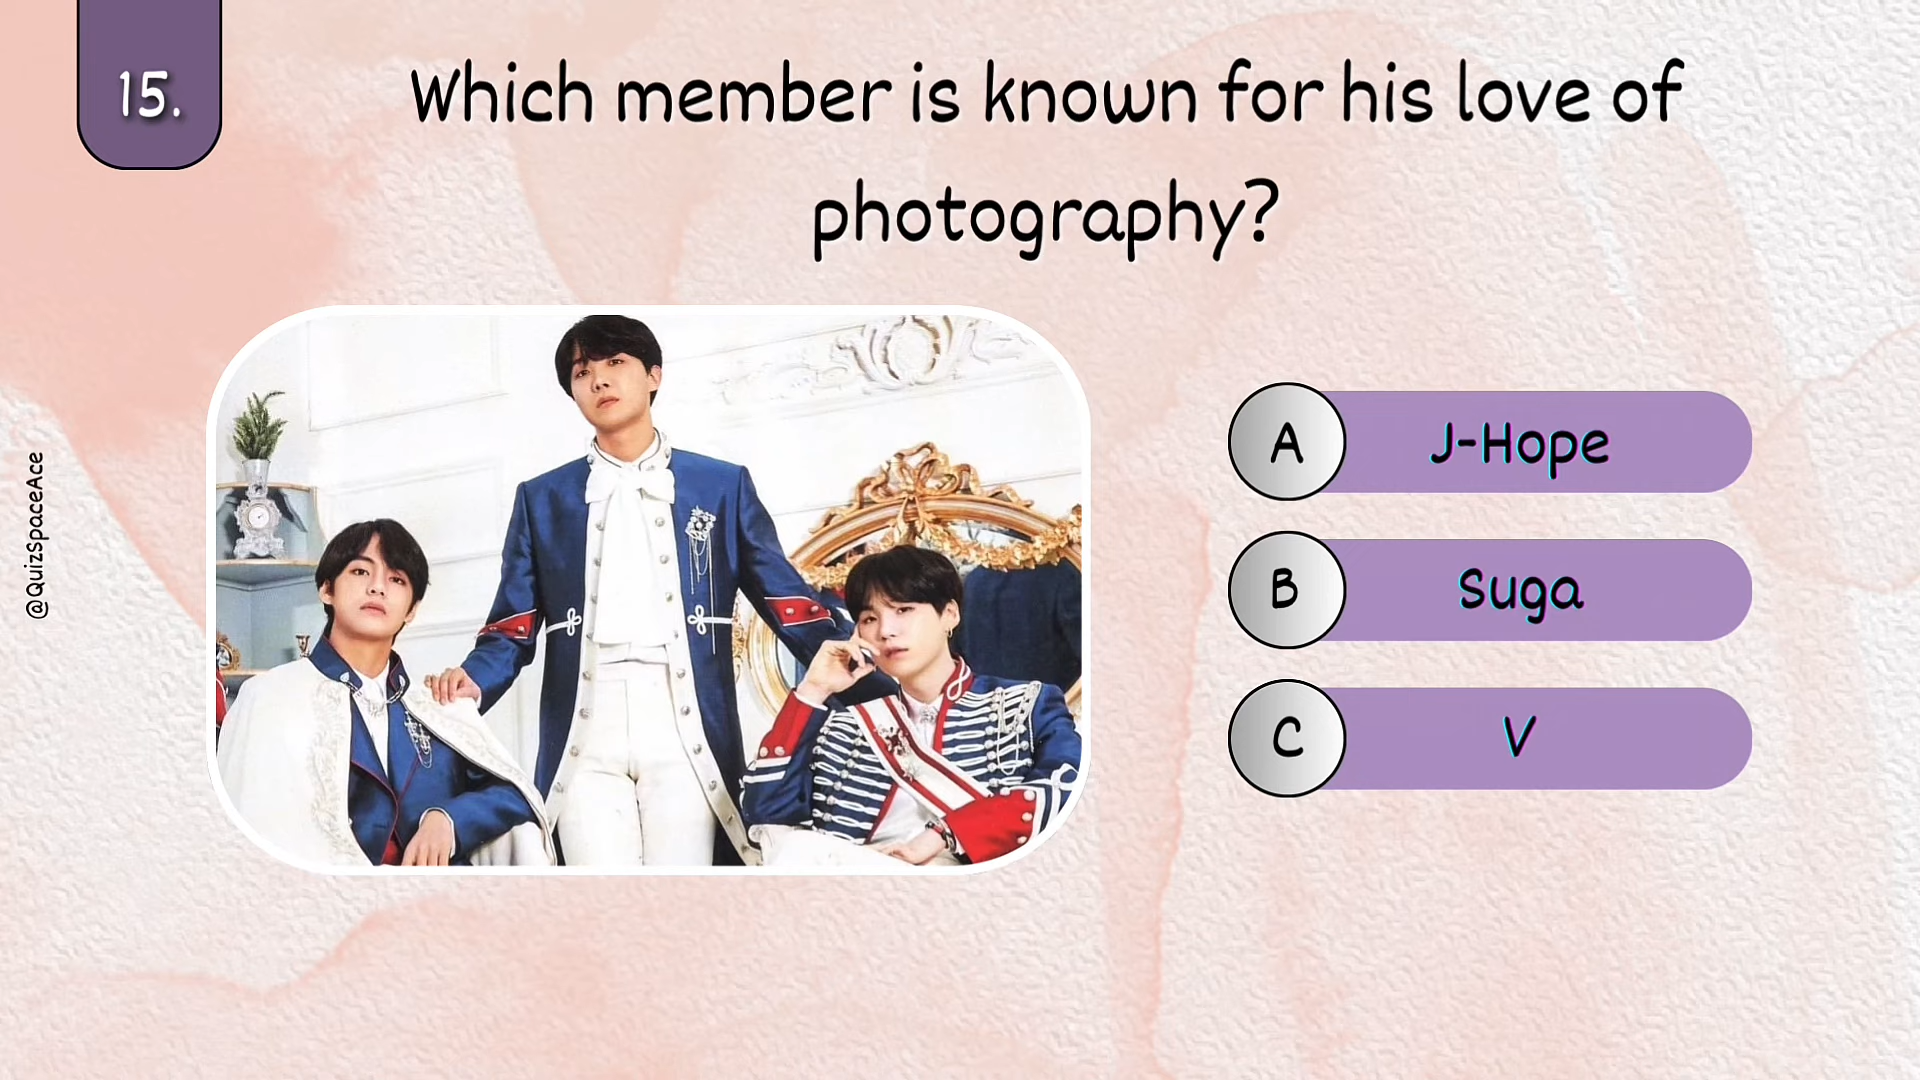 15.
Which member is known for his love of
photography?
@QuizSpaceAce
A J-Hope
B Suga
C V